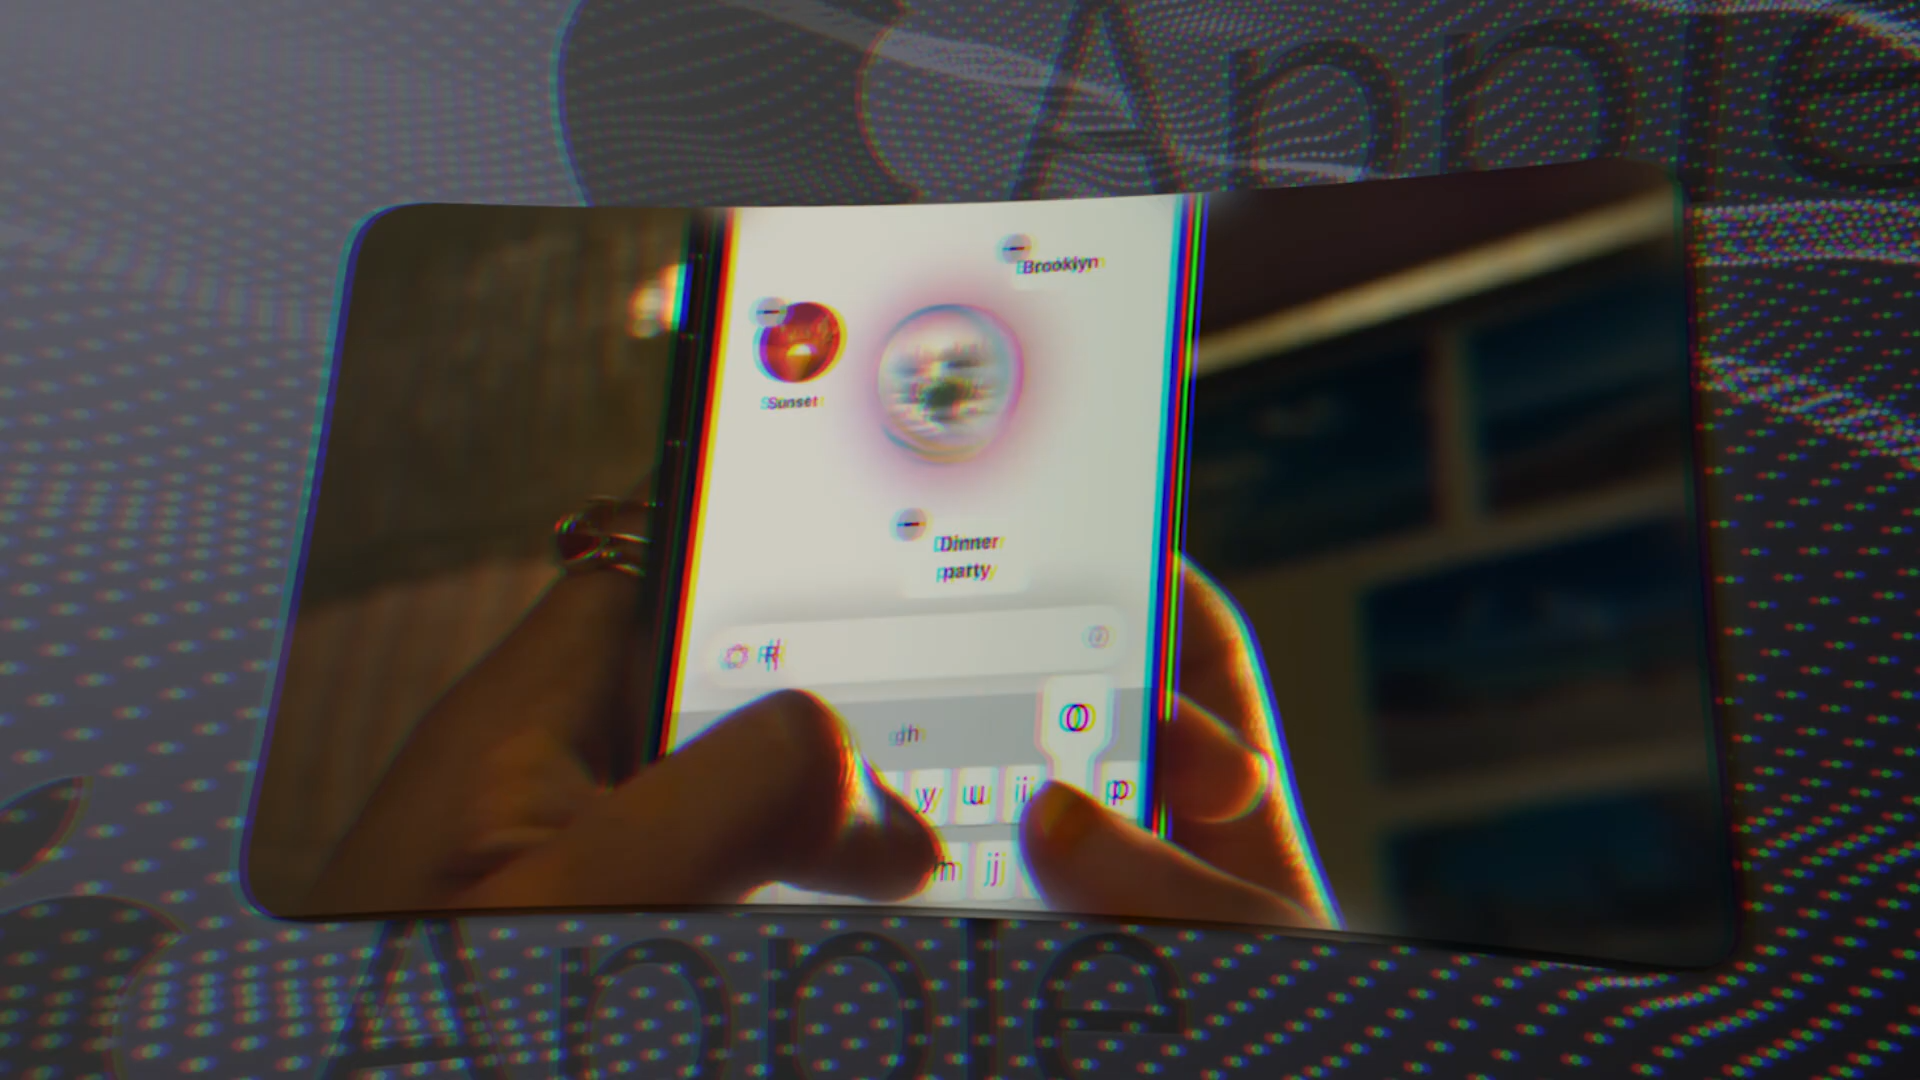 Apple
Brooklyn
Sunset
Dinner
party
R
gh
O
y u i p
h j
Apple